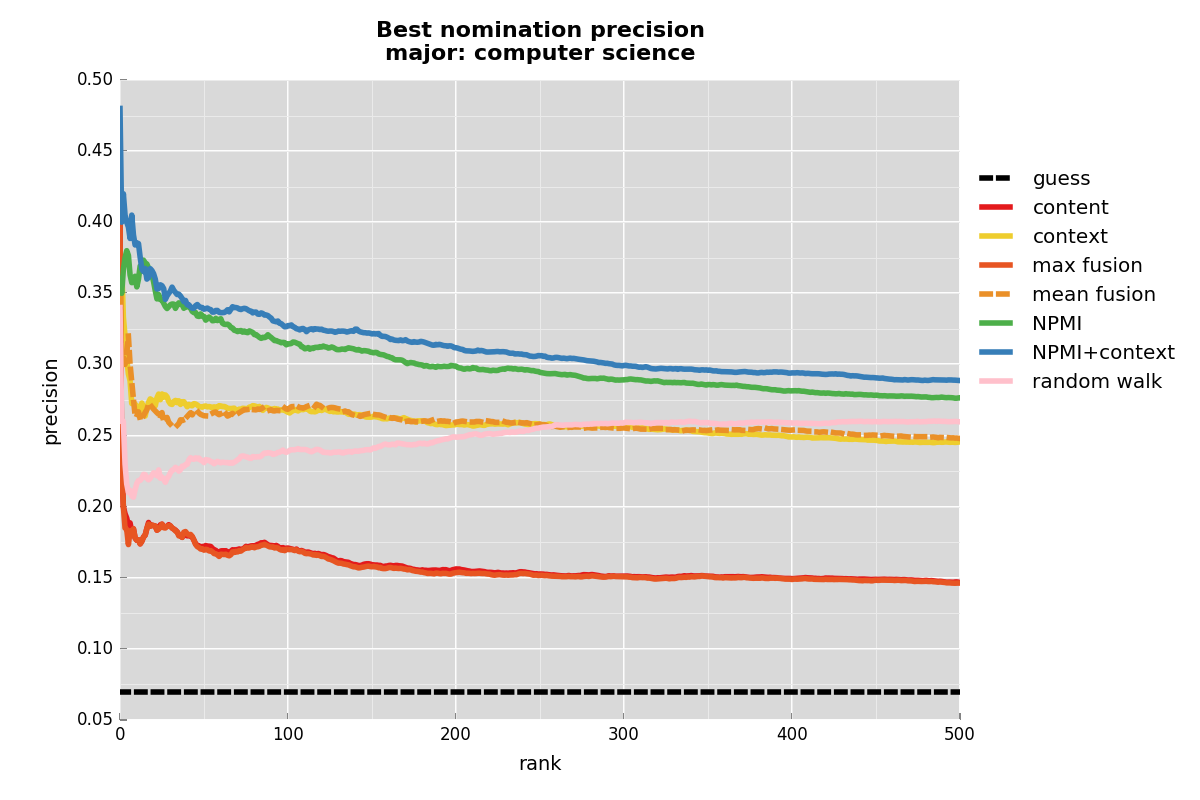 Best nomination precision
major: computer science
precision
0.50
0.45
0.40
0.35
0.30
0.25
0.20
0.15
0.10
0.05
0
100
200
300
400
500
rank
guess
content
context
max fusion
mean fusion
NPMI
NPMI+context
random walk